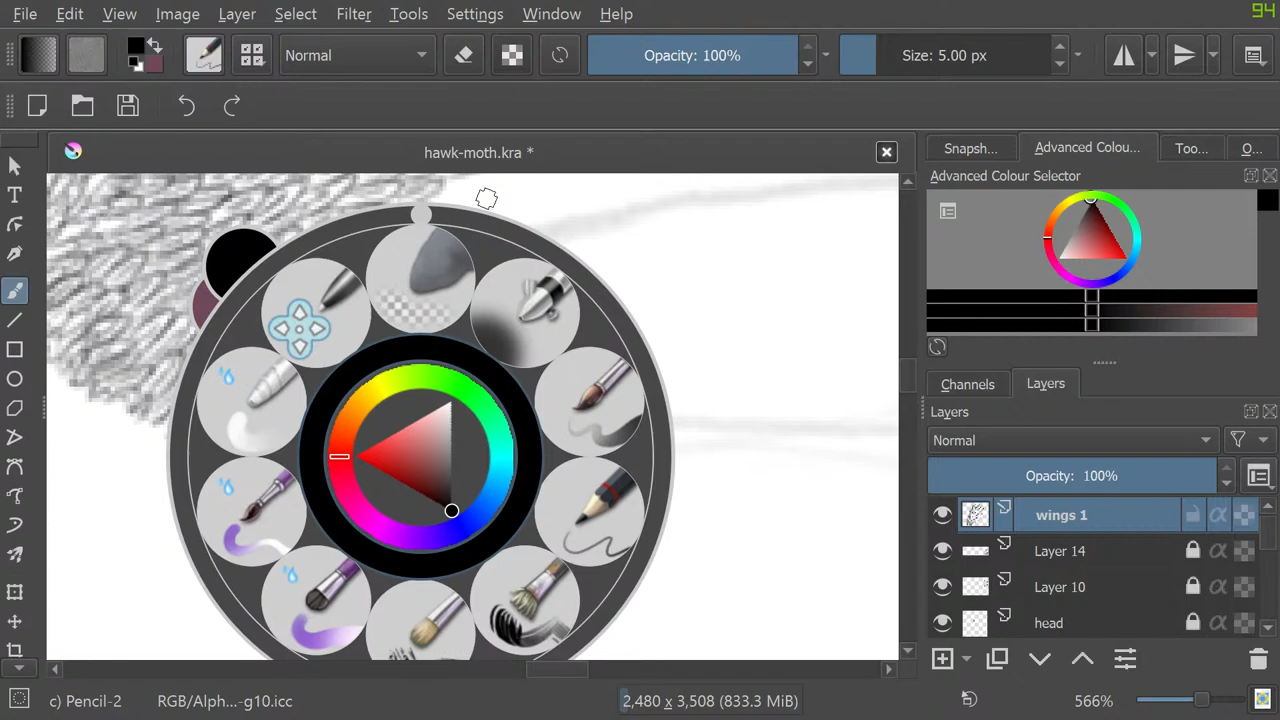 File Edit View Image Layer Select Filter Tools Settings Window Help
94
Normal
Opacity: 100%
Size: 5.00 px
hawk-moth.kra *
Snapsh... Advanced Colou... Too... O...
Advanced Colour Selector
Channels Layers
Layers
Normal
Opacity: 100%
wings 1
Layer 14
Layer 10
head
c) Pencil-2
RGB/Alph...-g10.icc
2,480 x 3,508 (833.3 MiB)
566%